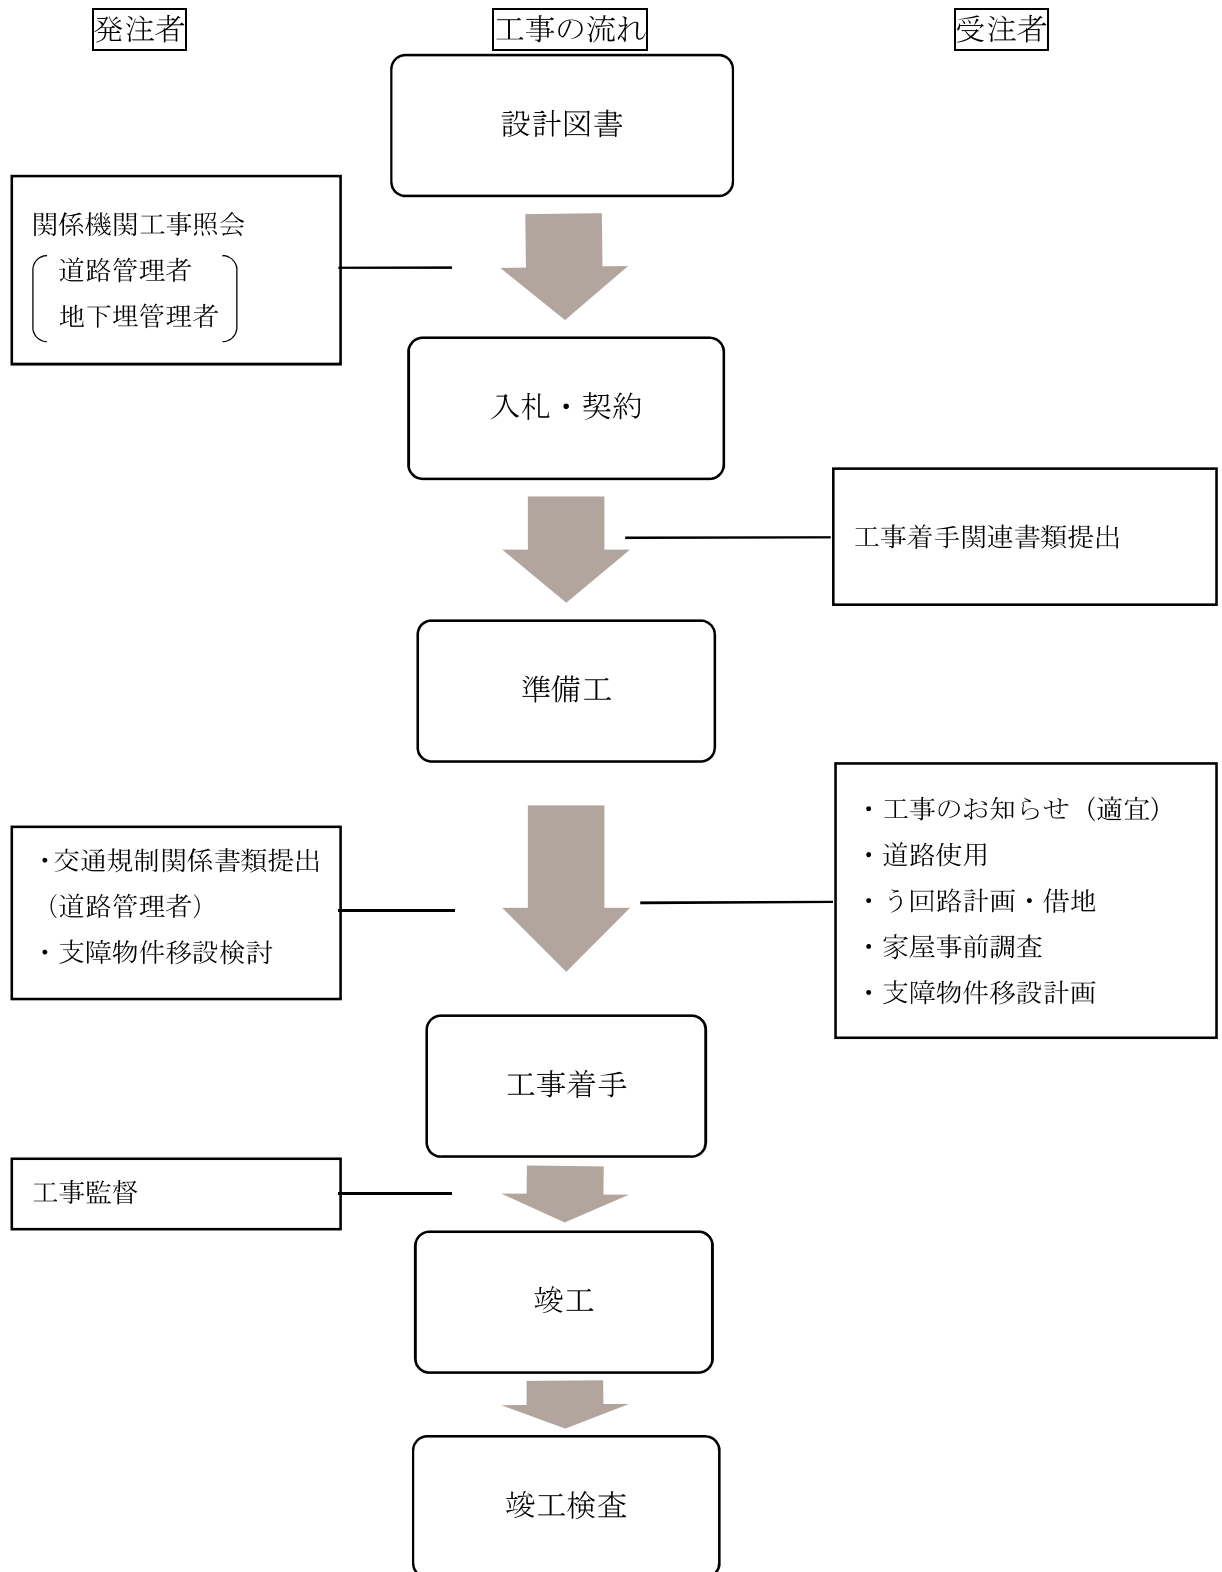 発注者
工事の流れ
受注者
設計図書
関係機関工事照会
道路管理者
地下埋管理者
入札・契約
工事着手関連書類提出
準備工
・交通規制関係書類提出
（道路管理者）
・支障物件移設検討
・工事のお知らせ（適宜）
・道路使用
・う回路計画・借地
・家屋事前調査
・支障物件移設計画
工事着手
工事監督
竣工
竣工検査